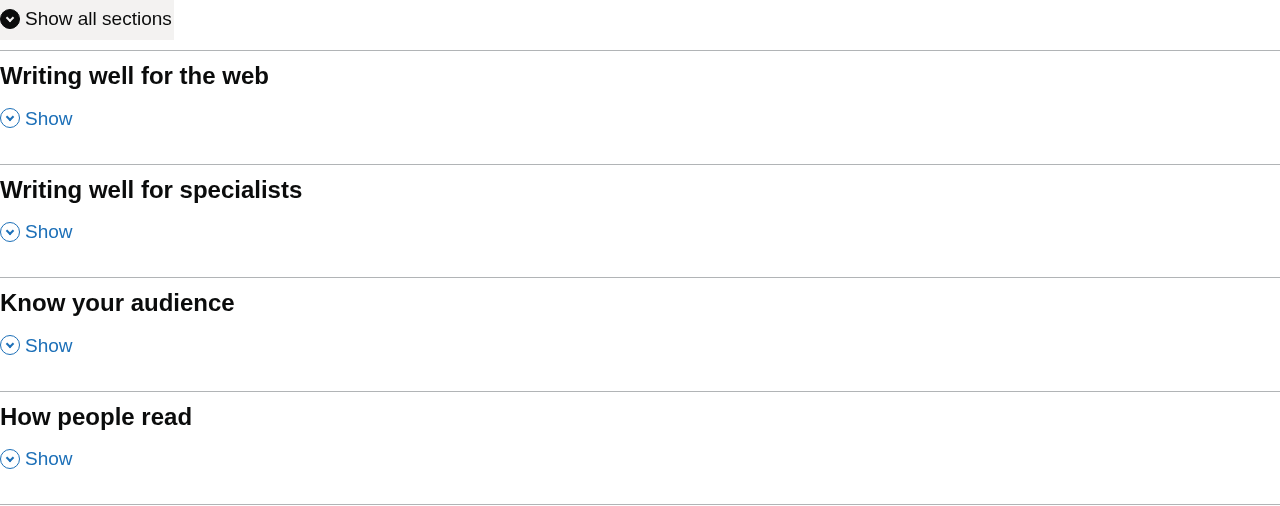 Show all sections
Writing well for the web
Show
Writing well for specialists
Show
Know your audience
Show
How people read
Show